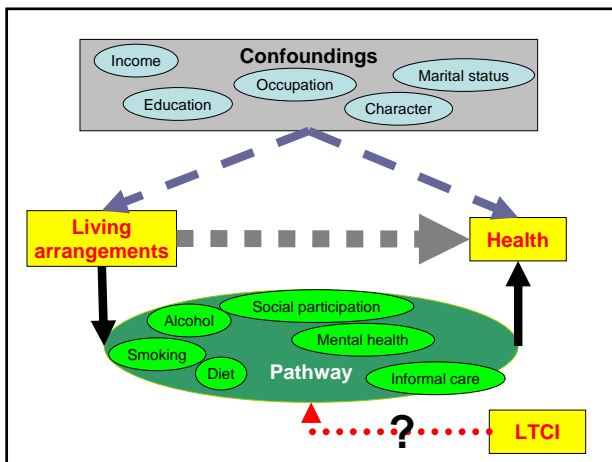 Confoundings
Income
Occupation
Marital status
Education
Character
Living
arrangements
Health
Social participation
Alcohol
Mental health
Smoking
Diet
Pathway
Informal care
?
LTCI